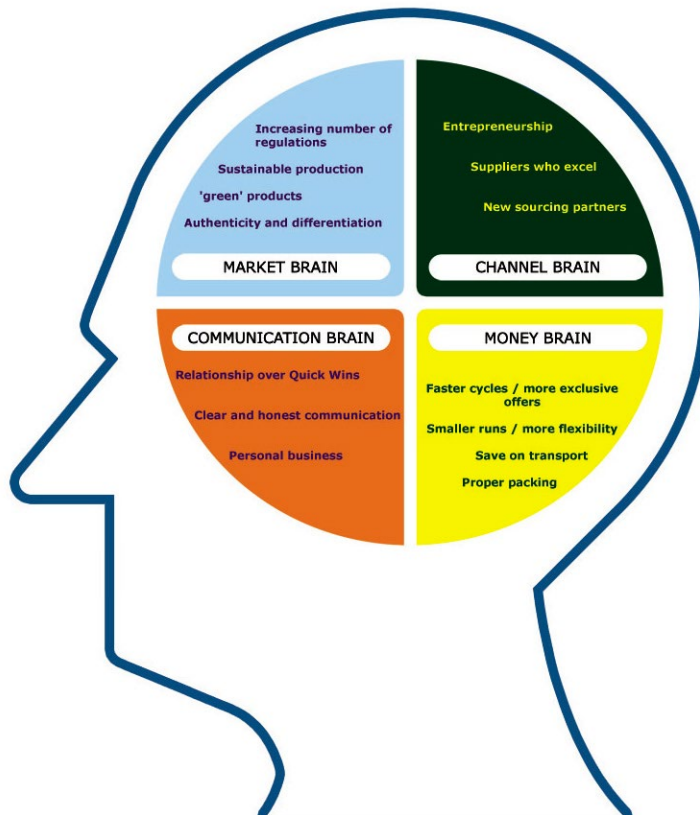 Increasing number of
regulations
Sustainable production
'green' products
Authenticity and differentiation
MARKET BRAIN
Entrepreneurship
Suppliers who excel
New sourcing partners
CHANNEL BRAIN
COMMUNICATION BRAIN
Relationship over Quick Wins
Clear and honest communication
Personal business
MONEY BRAIN
Faster cycles / more exclusive
offers
Smaller runs / more flexibility
Save on transport
Proper packing